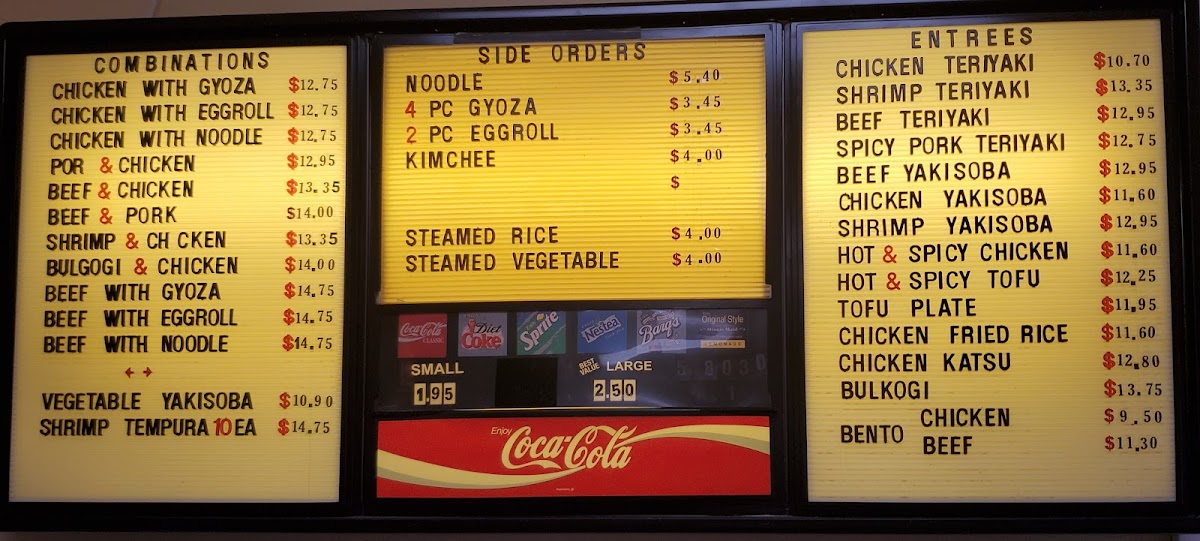 COMBINATIONS
CHICKEN WITH GYOZA $12.75
CHICKEN WITH EGGROLL $12.75
CHICKEN WITH NOODLE $12.75
POR & CHICKEN $12.95
BEEF & CHICKEN $13.35
BEEF & PORK $14.00
SHRIMP & CH CKEN $13.35
BULGOGI & CHICKEN $14.00
BEEF WITH GYOZA $14.75
BEEF WITH EGGROLL $14.75
BEEF WITH NOODLE $14.75
VEGETABLE YAKISOBA $10.90
SHRIMP TEMPURA 10 EA $14.75
SIDE ORDERS
NOODLE $5.40
4 PC GYOZA $3.45
2 PC EGGROLL $3.45
KIMCHEE $4.00
$
STEAMED RICE $4.00
STEAMED VEGETABLE $4.00
Coca-Cola CLASSIC
Diet Coke
Sprite
Nestea
Barq's
Original Style
SMALL
1.95
BEST VALUE LARGE
2.50
Enjoy
Coca-Cola
ENTREES
CHICKEN TERIYAKI $10.70
SHRIMP TERIYAKI $13.35
BEEF TERIYAKI $12.95
SPICY PORK TERIYAKI $12.75
BEEF YAKISOBA $12.95
CHICKEN YAKISOBA $11.60
SHRIMP YAKISOBA $12.95
HOT & SPICY CHICKEN $11.60
HOT & SPICY TOFU $12.25
TOFU PLATE $11.95
CHICKEN FRIED RICE $11.60
CHICKEN KATSU $12.80
BULKOGI $13.75
BENTO CHICKEN $9.50
BEEF $11.30